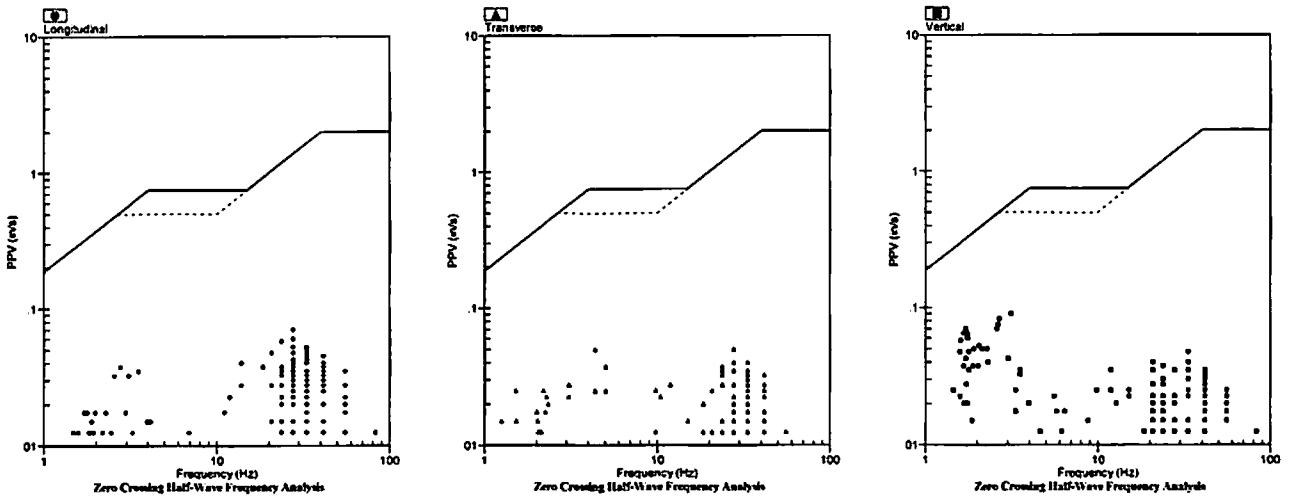 Longitudinal
10
1
.1
.01
PPV (in/s)
1
10
100
Frequency (Hz)
Zero Crossing Half-Wave Frequency Analysis
Transverse
10
1
.1
.01
PPV (in/s)
1
10
100
Frequency (Hz)
Zero Crossing Half-Wave Frequency Analysis
Vertical
10
1
.1
.01
PPV (in/s)
1
10
100
Frequency (Hz)
Zero Crossing Half-Wave Frequency Analysis